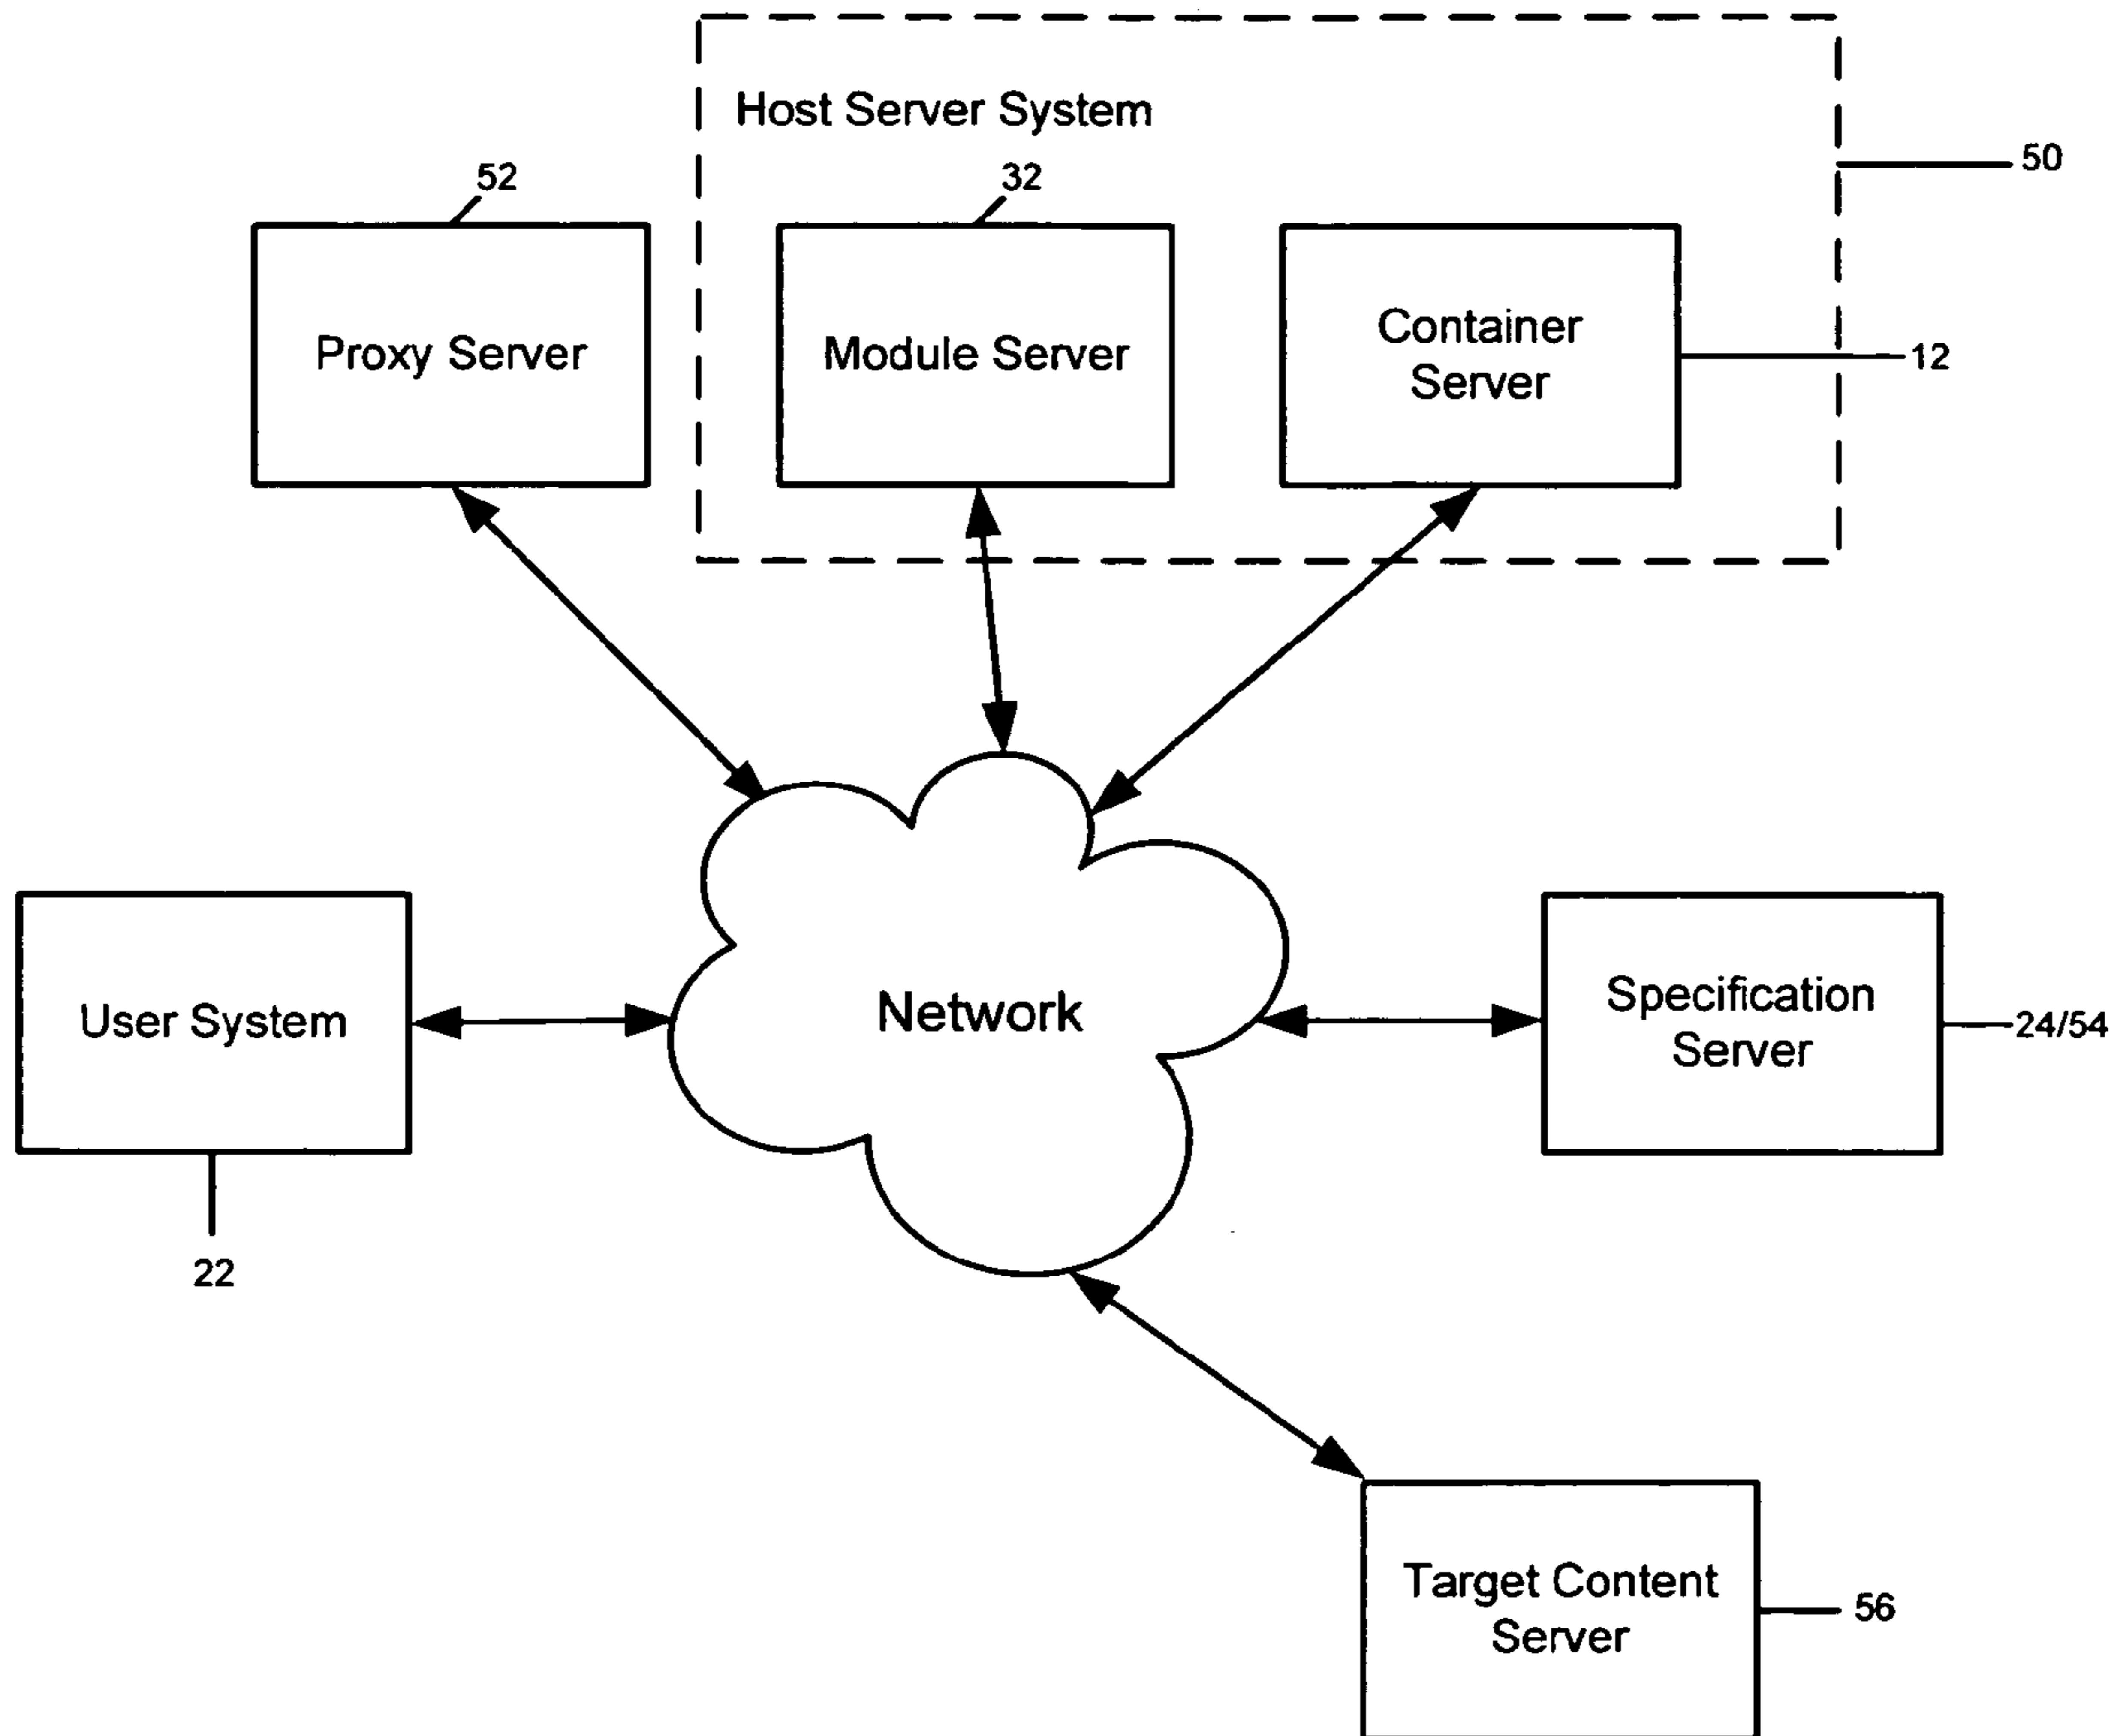 Host Server System
50
52
32
Proxy Server
Module Server
Container
Server
12
User System
Network
Specification
Server
24/54
22
Target Content
Server
56